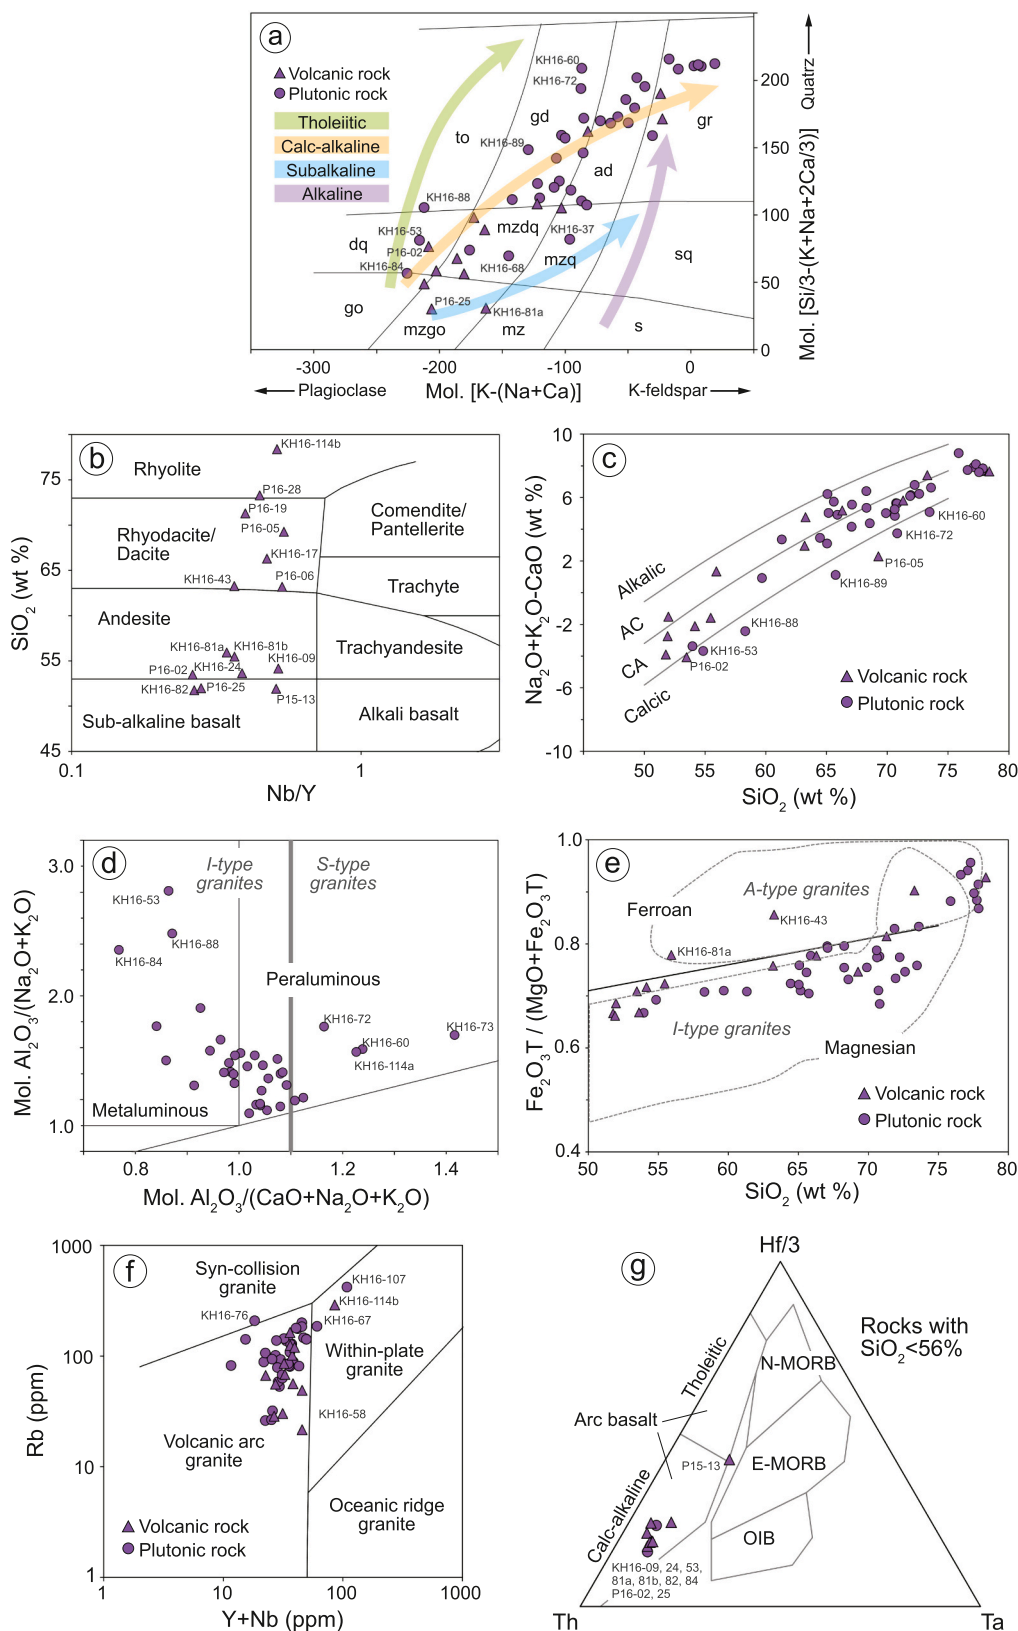 a
Volcanic rock
Plutonic rock
Tholeiitic
Calc-alkaline
Subalkaline
Alkaline
KH16-60
KH16-72
KH16-89
KH16-88
KH16-53
P16-02
KH16-84
KH16-37
KH16-68
P16-25
KH16-81a
to
gd
gr
ad
dq
mzdq
mzq
sq
go
mzgo
mz
s
200
150
100
50
0
Quatrz
Mol. [Si/3-(K+Na+2Ca/3)]
-300
-200
-100
0
Plagioclase
Mol. [K-(Na+Ca)]
K-feldspar
b
KH16-114b
Rhyolite
P16-28
P16-19
P16-05
Rhyodacite/
Dacite
KH16-17
KH16-43
P16-06
Comendite/
Pantellerite
Trachyte
Andesite
Trachyandesite
KH16-81a
KH16-81b
P16-02
KH16-24
KH16-09
KH16-82
P16-25
P15-13
Sub-alkaline basalt
Alkali basalt
75
65
55
45
SiO2 (wt %)
0.1
1
Nb/Y
c
10
6
2
-2
-6
-10
Na2O+K2O-CaO (wt %)
Alkalic
AC
CA
Calcic
KH16-60
KH16-72
P16-05
KH16-89
KH16-88
KH16-53
P16-02
Volcanic rock
Plutonic rock
50
55
60
65
70
75
80
SiO2 (wt %)
d
3.0
2.0
1.0
Mol. Al2O3/(Na2O+K2O)
I-type
granites
S-type
granites
KH16-53
KH16-88
KH16-84
Peraluminous
KH16-72
KH16-73
KH16-60
KH16-114a
Metaluminous
0.8
1.0
1.2
1.4
Mol. Al2O3/(CaO+Na2O+K2O)
e
1.0
0.8
0.6
0.4
Fe2O3T / (MgO+Fe2O3T)
A-type granites
Ferroan
KH16-43
KH16-81a
I-type granites
Magnesian
Volcanic rock
Plutonic rock
50
55
60
65
70
75
80
SiO2 (wt %)
f
1000
100
10
1
Rb (ppm)
Syn-collision
granite
KH16-107
KH16-114b
KH16-76
KH16-67
Within-plate
granite
KH16-58
Volcanic arc
granite
Oceanic ridge
granite
Volcanic rock
Plutonic rock
1
10
100
1000
Y+Nb (ppm)
g
Hf/3
Rocks with
SiO2<56%
Tholeiitic
N-MORB
Arc basalt
P15-13
E-MORB
Calc-alkaline
OIB
KH16-09, 24, 53,
81a, 81b, 82, 84
P16-02, 25
Th
Ta